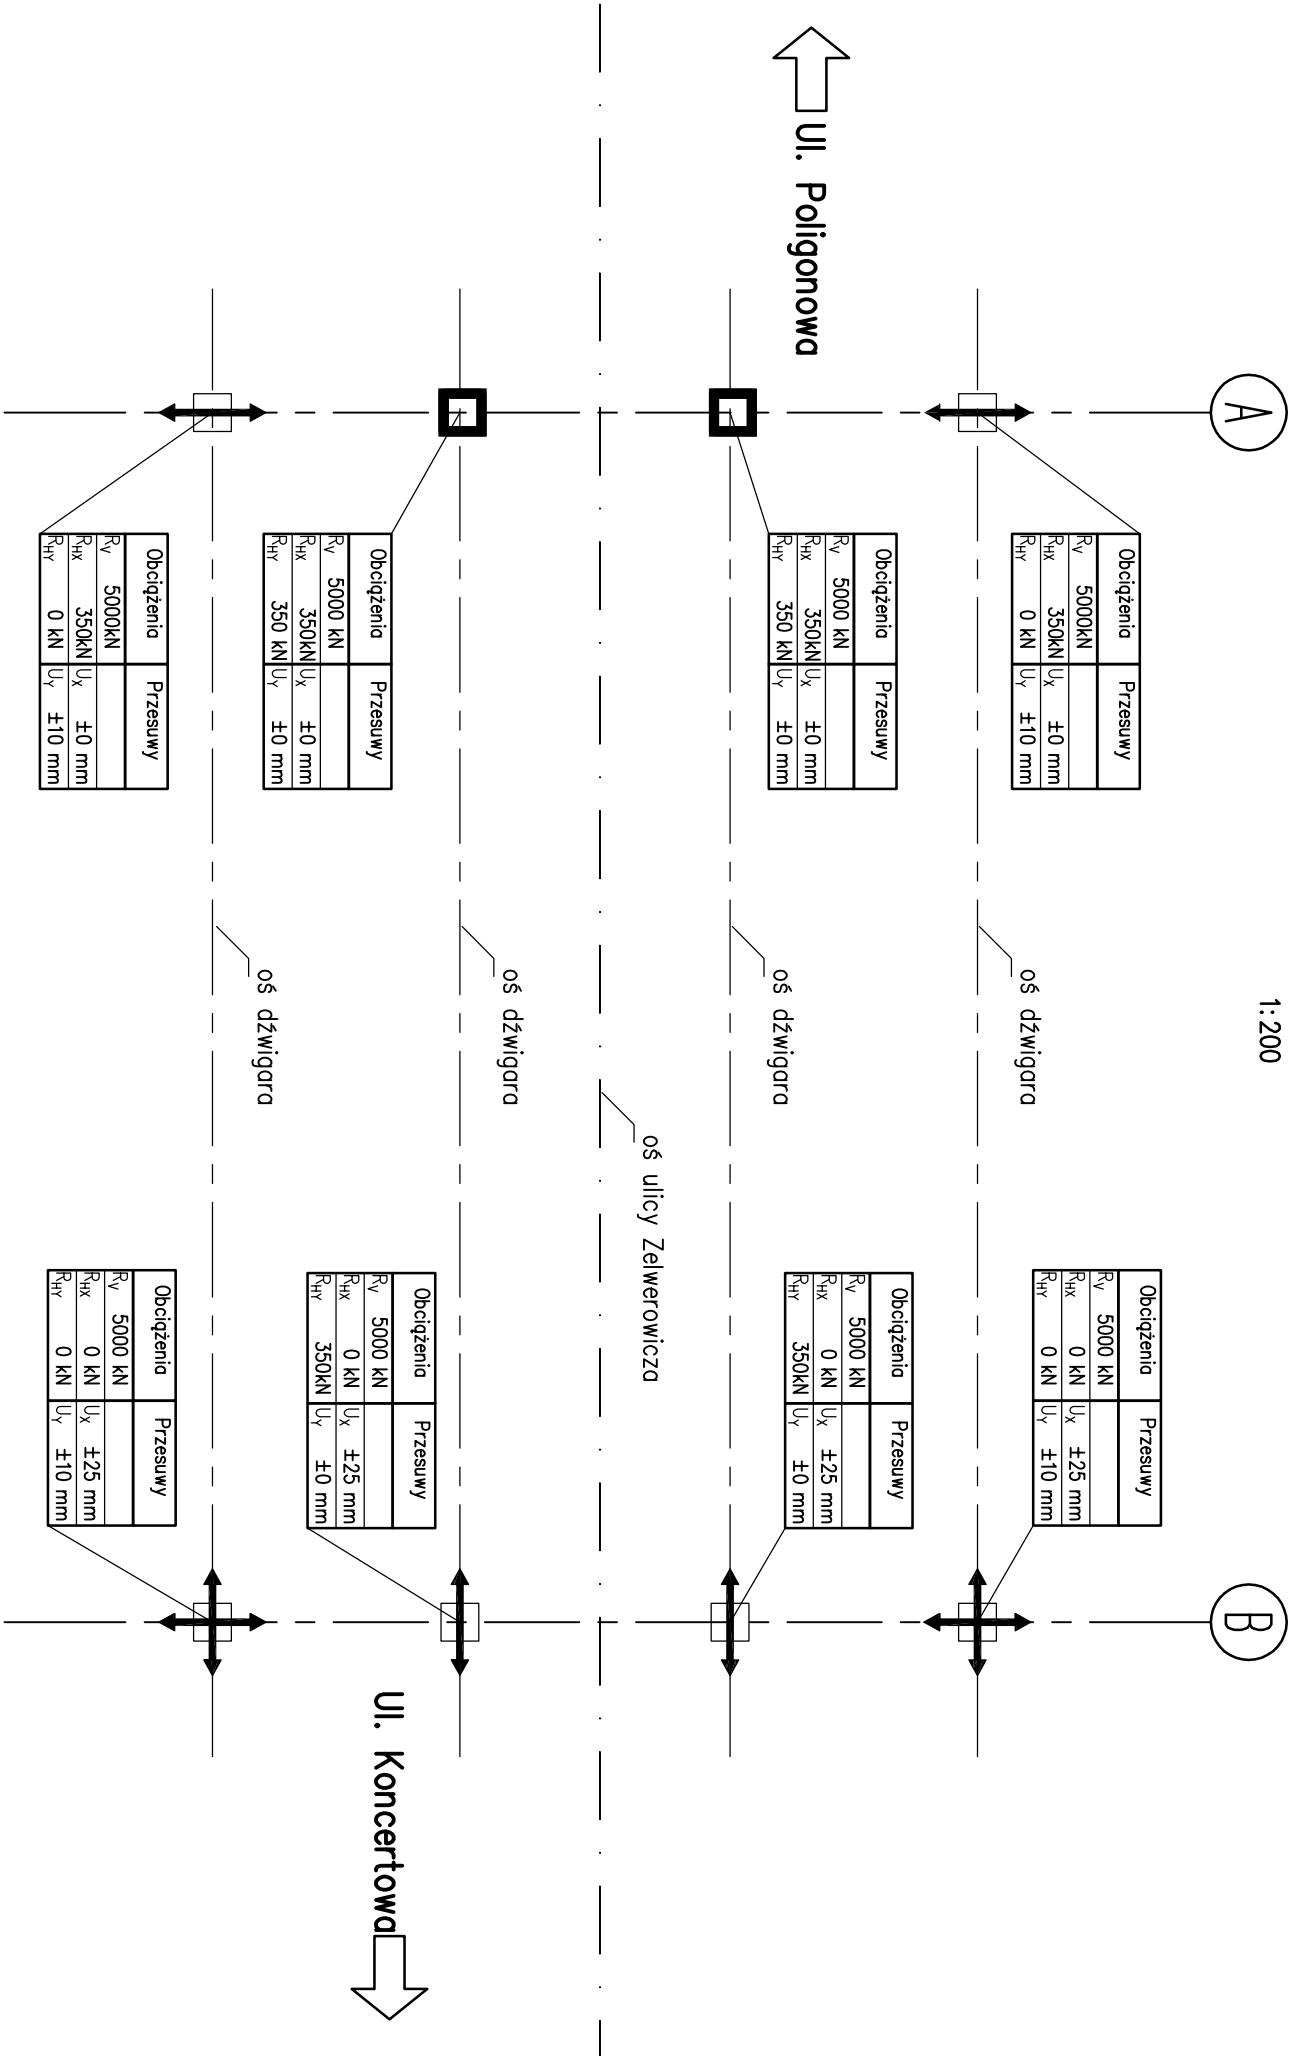 1:200
A
B
Obciążenia Przesuwy
RV 5000kN
RHX 350kN UX ±0 mm
RHY 0 kN UY ±10 mm
Obciążenia Przesuwy
RV 5000 kN
RHX 0 kN UX ±25 mm
RHY 0 kN UY ±10 mm
oś dźwigara
Ul. Poligonowa
Obciążenia Przesuwy
RV 5000 kN
RHX 350kN UX ±0 mm
RHY 350 kN UY ±0 mm
Obciążenia Przesuwy
RV 5000 kN
RHX 0 kN UX ±25 mm
RHY 350kN UY ±0 mm
oś dźwigara
oś ulicy Zelwerowicza
oś dźwigara
Obciążenia Przesuwy
RV 5000 kN
RHX 350kN UX ±0 mm
RHY 350 kN UY ±0 mm
Obciążenia Przesuwy
RV 5000 kN
RHX 0 kN UX ±25 mm
RHY 350kN UY ±0 mm
Ul. Koncertowa
oś dźwigara
Obciążenia Przesuwy
RV 5000kN
RHX 350kN UX ±0 mm
RHY 0 kN UY ±10 mm
Obciążenia Przesuwy
RV 5000 kN
RHX 0 kN UX ±25 mm
RHY 0 kN UY ±10 mm